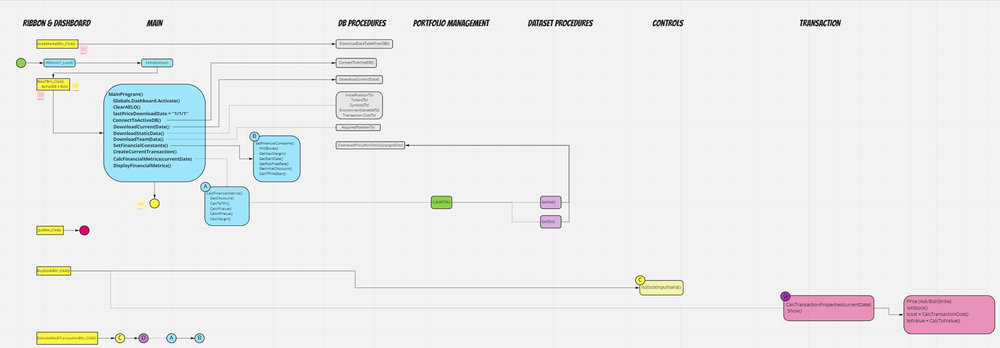 RIBBON & DASHBOARD
MAIN
DB PROCEDURES
PORTFOLIO MANAGEMENT
DATASET PROCEDURES
CONTROLS
TRANSACTION
StockMarketBtn_Click()
DownloadDataTableFromDB()
RibbonST_Load()
Initialization()
ConnectToActiveDB()
BetaTBtn_Click()
ActiveDB = Beta
DownloadCurrentDate()
MainProgram()
Globals.Dashboard.Activate()
ClearAllLO()
lastPriceDownloadDate = "1/1/1"
ConnectToActiveDB()
DownloadCurrentDate()
DownloadStaticData()
DownloadTeamData()
SetFinancialConstants()
CreateCurrentTransaction()
CalcFinancialMetrics(currentDate)
DisplayFinancialMetrics()
InitialPositionTbl
TickersTbl
SymbolsTbl
EnvironmentVariableTbl
Transaction CostTbl
AcquiredPositionTbl
B
SetFinancialConstants()
FillCBoxes()
GetMaxMargin()
GetStartDate()
GetRiskFreeRate()
GetInitialCAccount()
CalcTPVAtStart()
DownloadPricesForOneDay(targetDate)
A
CalcFinancialMetrics()
GetCAccount()
CalcTaTPV()
CalcIPValue()
CalcAPValue()
CalcMargin()
CalcMTM()
GetAsk()
GetBid()
QuitBtn_Click()
BuyStockBtn_Click()
C
IsStockInputValid()
D
CalcTransactionProperties(currentDate)
Show()
Price (Ask/Bid/Strike)
IsAStock()
tcost = CalcTransactionCost()
totValue = CalcTotValue()
ExecuteStockTransactionBtn_Click()
C
D
A
B